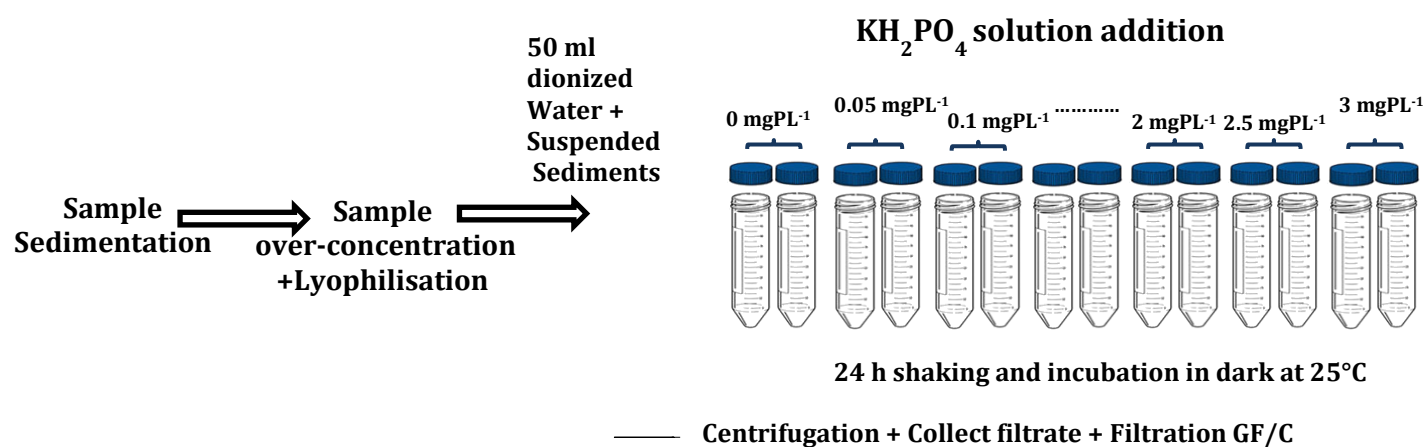 Sample
Sedimentation
Sample
over-concentration
+Lyophilisation
50 ml
dionized
Water +
Suspended
Sediments
KH₂PO₄ solution addition
0 mgPL⁻¹
0.05 mgPL⁻¹
0.1 mgPL⁻¹
............
2 mgPL⁻¹
2.5 mgPL⁻¹
3 mgPL⁻¹
24 h shaking and incubation in dark at 25°C
Centrifugation + Collect filtrate + Filtration GF/C